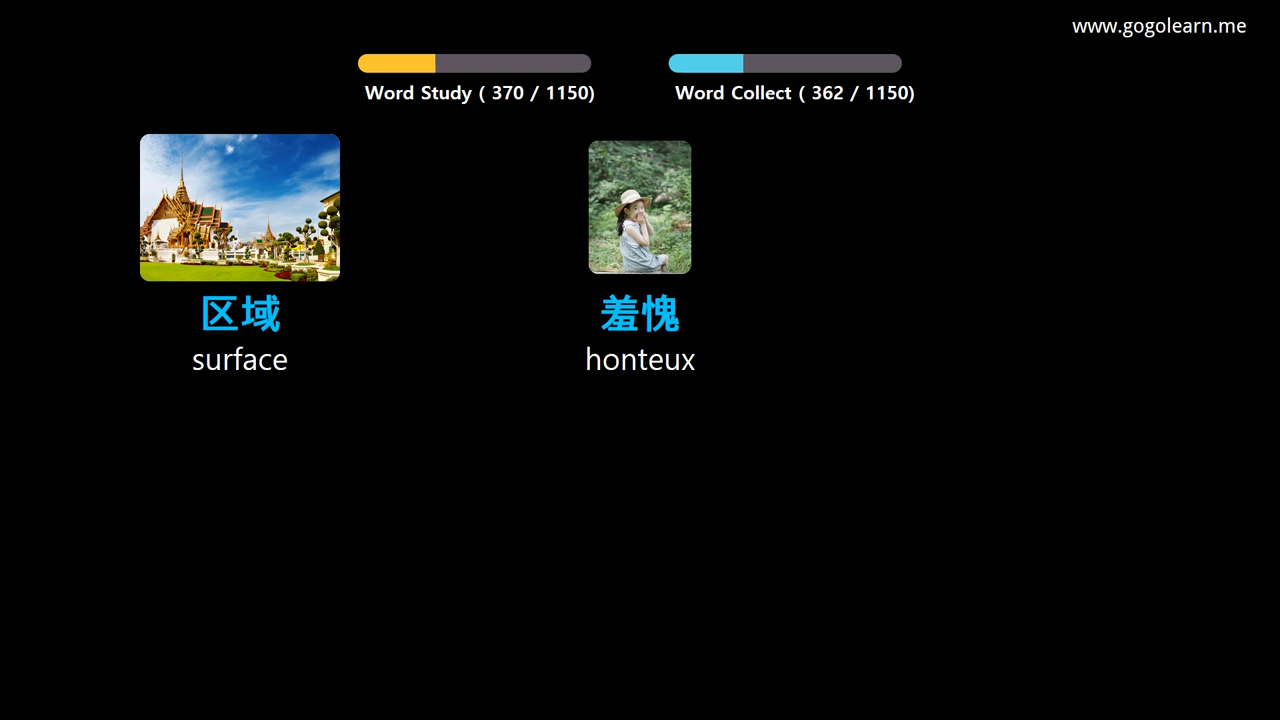 www.gogolearn.me
Word Study ( 370 / 1150)
Word Collect ( 362 / 1150)
区域
surface
羞愧
honteux